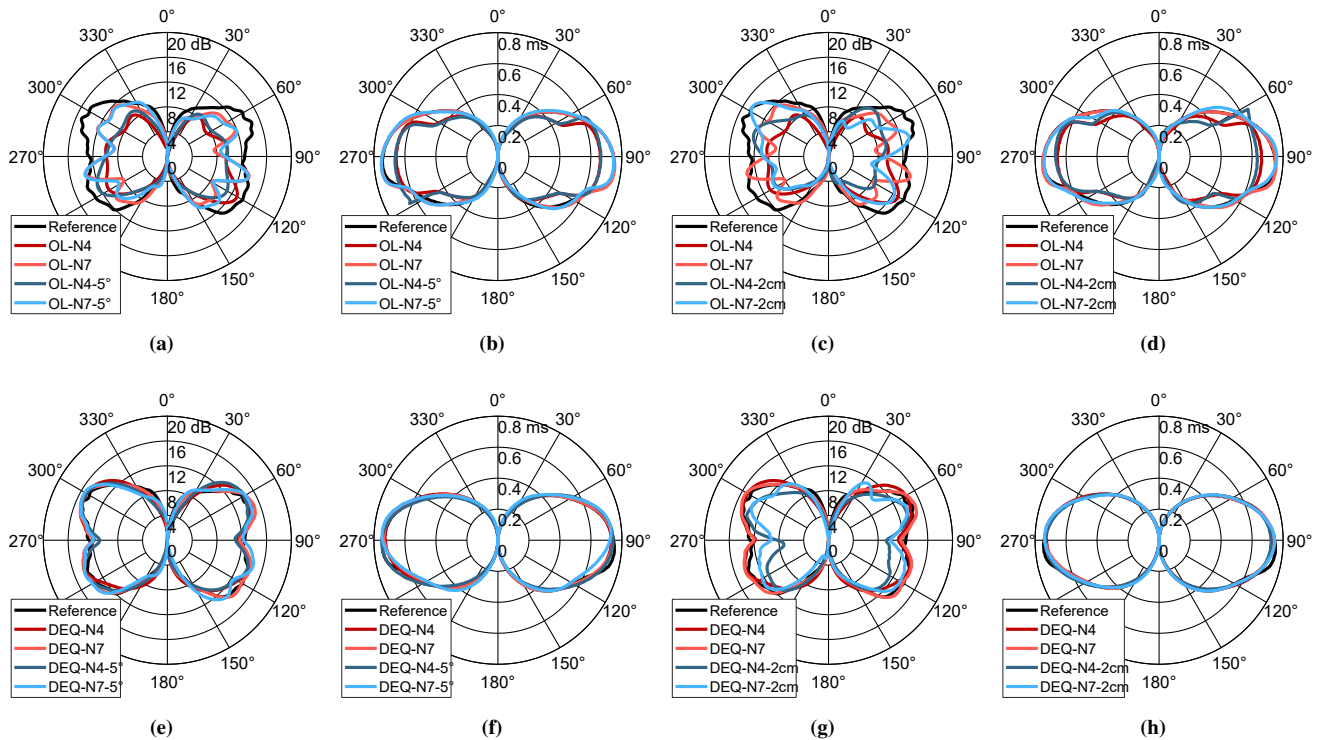 0°
330°
30°
20 dB
300°
60°
16
12
8
4
270°
0
90°
120°
150°
180°
Reference
OL-N4
OL-N7
OL-N4-5°
OL-N7-5°
(a)
0°
330°
30°
0.8 ms
300°
60°
0.6
0.4
0.2
270°
0
90°
120°
150°
180°
Reference
OL-N4
OL-N7
OL-N4-5°
OL-N7-5°
(b)
0°
330°
30°
20 dB
300°
60°
16
12
8
4
270°
0
90°
120°
150°
180°
Reference
OL-N4
OL-N7
OL-N4-2cm
OL-N7-2cm
(c)
0°
330°
30°
0.8 ms
300°
60°
0.6
0.4
0.2
270°
0
90°
120°
150°
180°
Reference
OL-N4
OL-N7
OL-N4-2cm
OL-N7-2cm
(d)
0°
330°
30°
20 dB
300°
60°
16
12
8
4
270°
0
90°
120°
150°
180°
Reference
DEQ-N4
DEQ-N7
DEQ-N4-5°
DEQ-N7-5°
(e)
0°
330°
30°
0.8 ms
300°
60°
0.6
0.4
0.2
270°
0
90°
120°
150°
180°
Reference
DEQ-N4
DEQ-N7
DEQ-N4-5°
DEQ-N7-5°
(f)
0°
330°
30°
20 dB
300°
60°
16
12
8
4
270°
0
90°
120°
150°
180°
Reference
DEQ-N4
DEQ-N7
DEQ-N4-2cm
DEQ-N7-2cm
(g)
0°
330°
30°
0.8 ms
300°
60°
0.6
0.4
0.2
270°
0
90°
120°
150°
180°
Reference
DEQ-N4
DEQ-N7
DEQ-N4-2cm
DEQ-N7-2cm
(h)